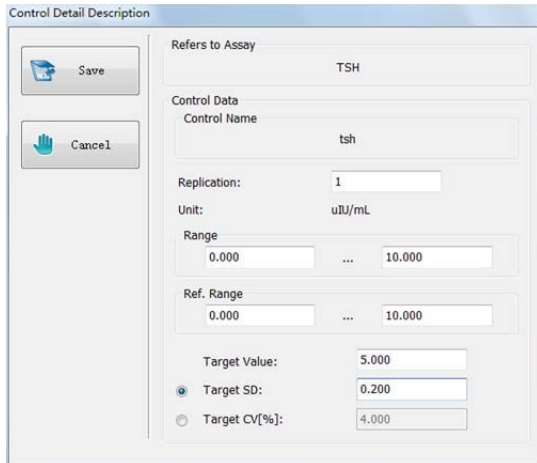 Control Detail Description
Save
Cancel
Refers to Assay
TSH
Control Data
Control Name
tsh
Replication: 1
Unit: uIU/mL
Range
0.000 ... 10.000
Ref. Range
0.000 ... 10.000
Target Value: 5.000
Target SD: 0.200
Target CV[%]: 4.000